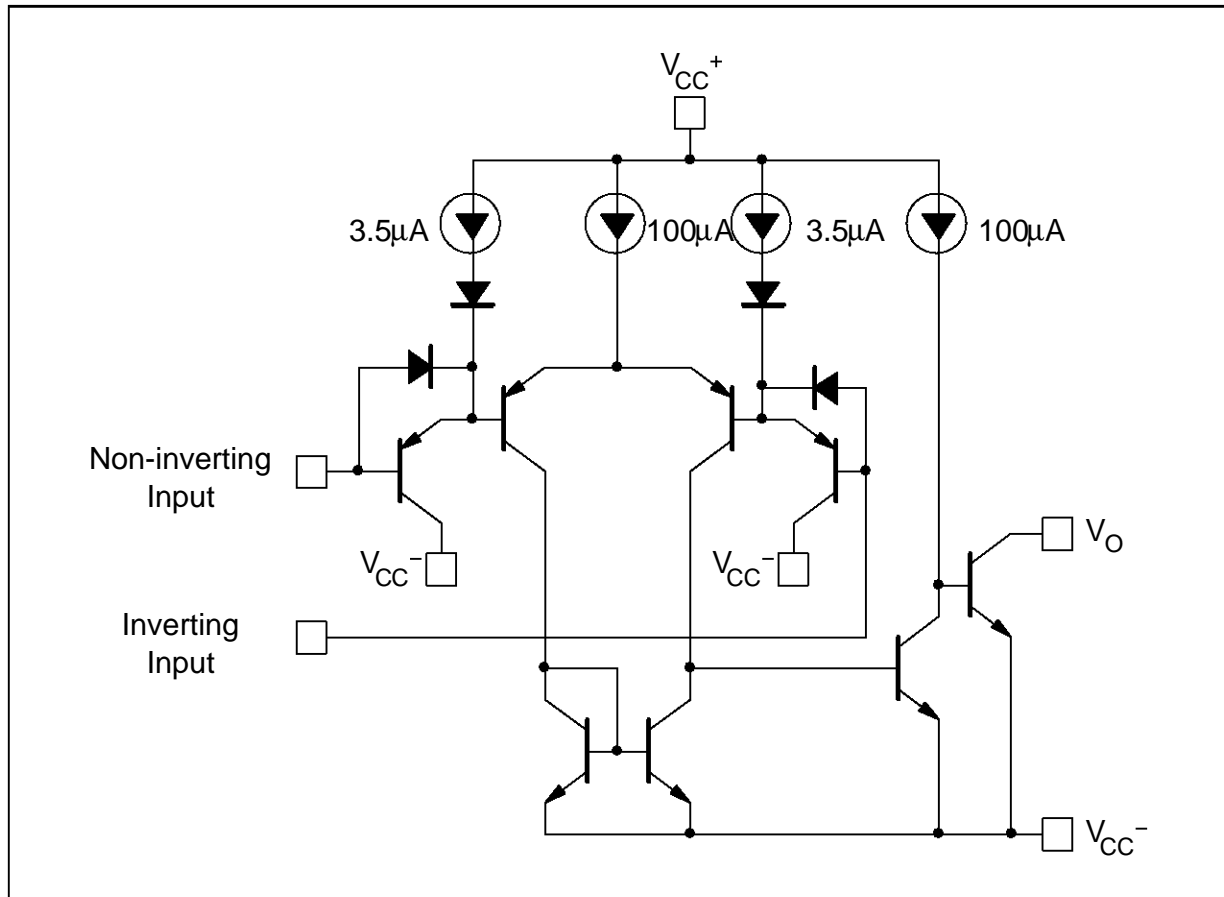 VCC+
3.5μA
100μA
3.5μA
100μA
Non-inverting
Input
VCC−
VCC−
VO
Inverting
Input
VCC−